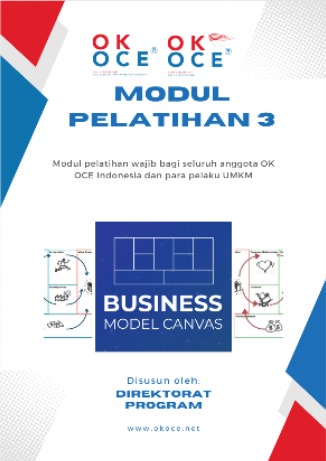 OK OCE® OK OCE®
MODUL
PELATIHAN 3
Modul pelatihan wajib bagi seluruh anggota OK
OCE Indonesia dan para pelaku UMKM
BUSINESS
MODEL CANVAS
Disusun oleh:
DIREKTORAT
PROGRAM
www.okoce.net